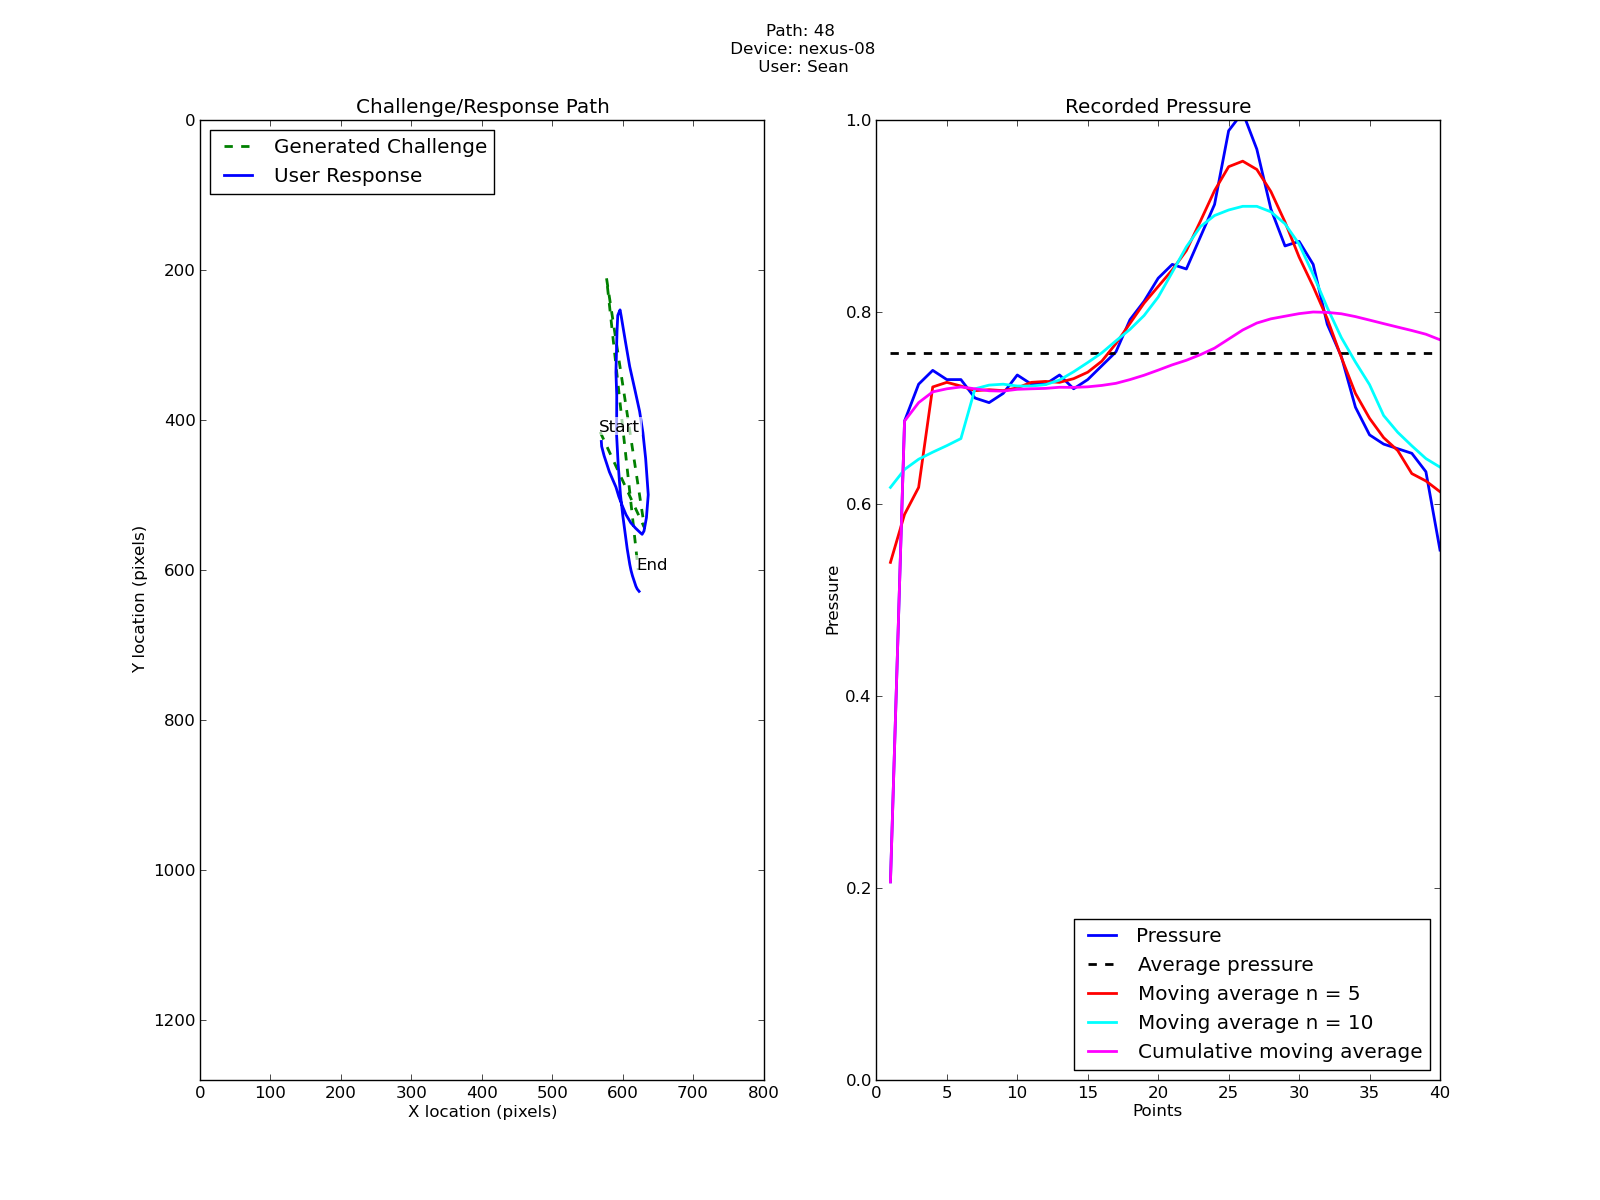 Path: 48
Device: nexus-08
User: Sean
Challenge/Response Path
Generated Challenge
User Response
0
200
400
600
800
1000
1200
Y location (pixels)
Start
End
0 100 200 300 400 500 600 700 800
X location (pixels)
Recorded Pressure
1.0
0.8
0.6
0.4
0.2
0.0
Pressure
Pressure
Average pressure
Moving average n = 5
Moving average n = 10
Cumulative moving average
0 5 10 15 20 25 30 35 40
Points